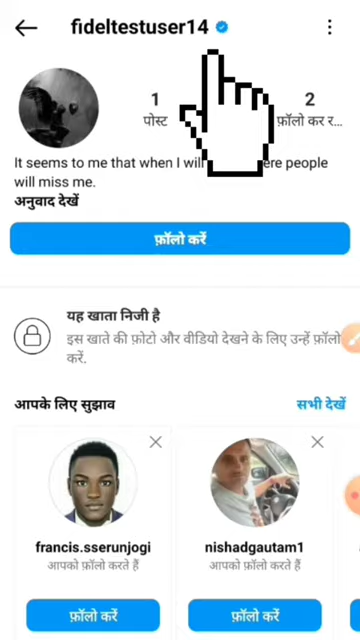 fideltestuser14
1 2
पोस्ट फ़ॉलो कर र...
It seems to me that when I will ere people
will miss me.
अनुवाद देखें
फ़ॉलो करें
यह खाता निजी है
इस खाते की फ़ोटो और वीडियो देखने के लिए उन्हें फ़ॉलो
करें.
आपके लिए सुझाव सभी देखें
francis.sserunjogi nishadgautam1
आपको फ़ॉलो करते हैं आपको फ़ॉलो करते हैं
फ़ॉलो करें फ़ॉलो करें